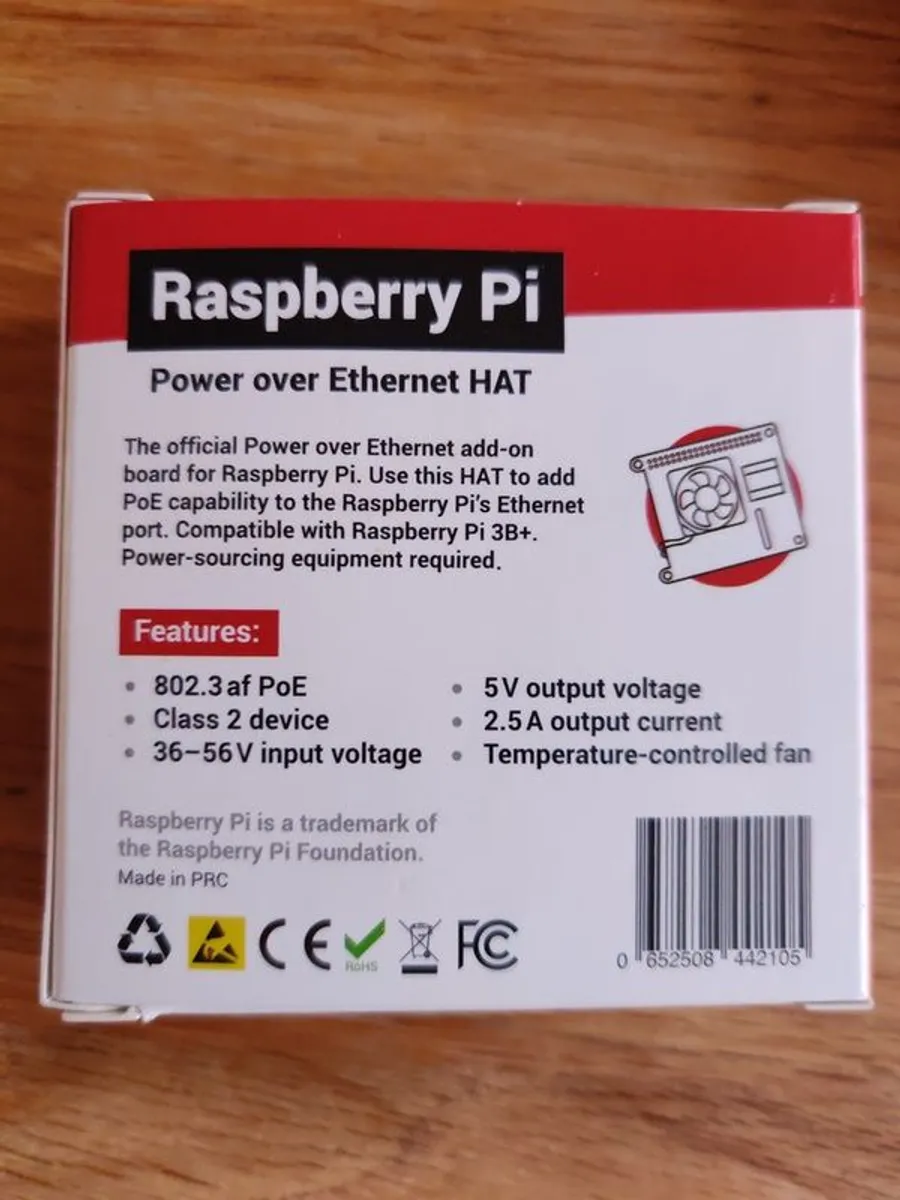 Raspberry Pi
Power over Ethernet HAT
The official Power over Ethernet add-on
board for Raspberry Pi. Use this HAT to add
PoE capability to the Raspberry Pi's Ethernet
port. Compatible with Raspberry Pi 3B+.
Power-sourcing equipment required.
Features:
• 802.3af PoE
• Class 2 device
• 36–56V input voltage
• 5V output voltage
• 2.5A output current
• Temperature-controlled fan
Raspberry Pi is a trademark of
the Raspberry Pi Foundation.
Made in PRC
CE
RoHS
FC
0 652508 442105